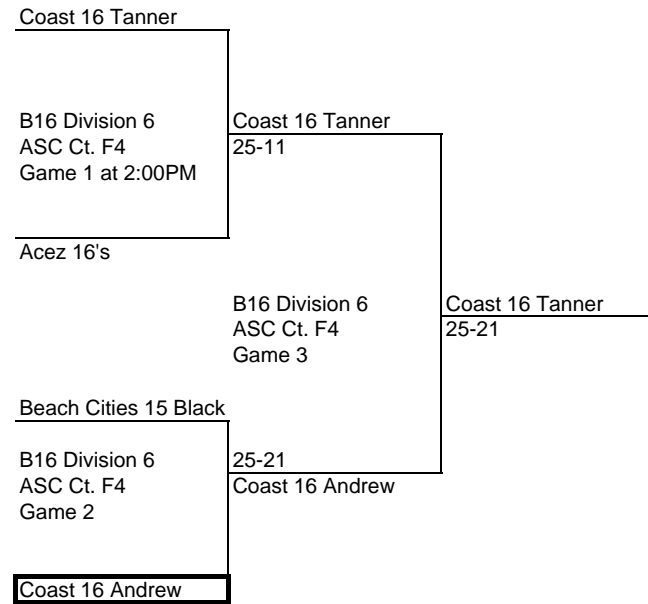 Coast 16 Tanner
B16 Division 6
ASC Ct. F4
Game 1 at 2:00PM
Coast 16 Tanner
25-11
Acez 16's
B16 Division 6
ASC Ct. F4
Game 3
Coast 16 Tanner
25-21
Beach Cities 15 Black
B16 Division 6
ASC Ct. F4
Game 2
25-21
Coast 16 Andrew
Coast 16 Andrew